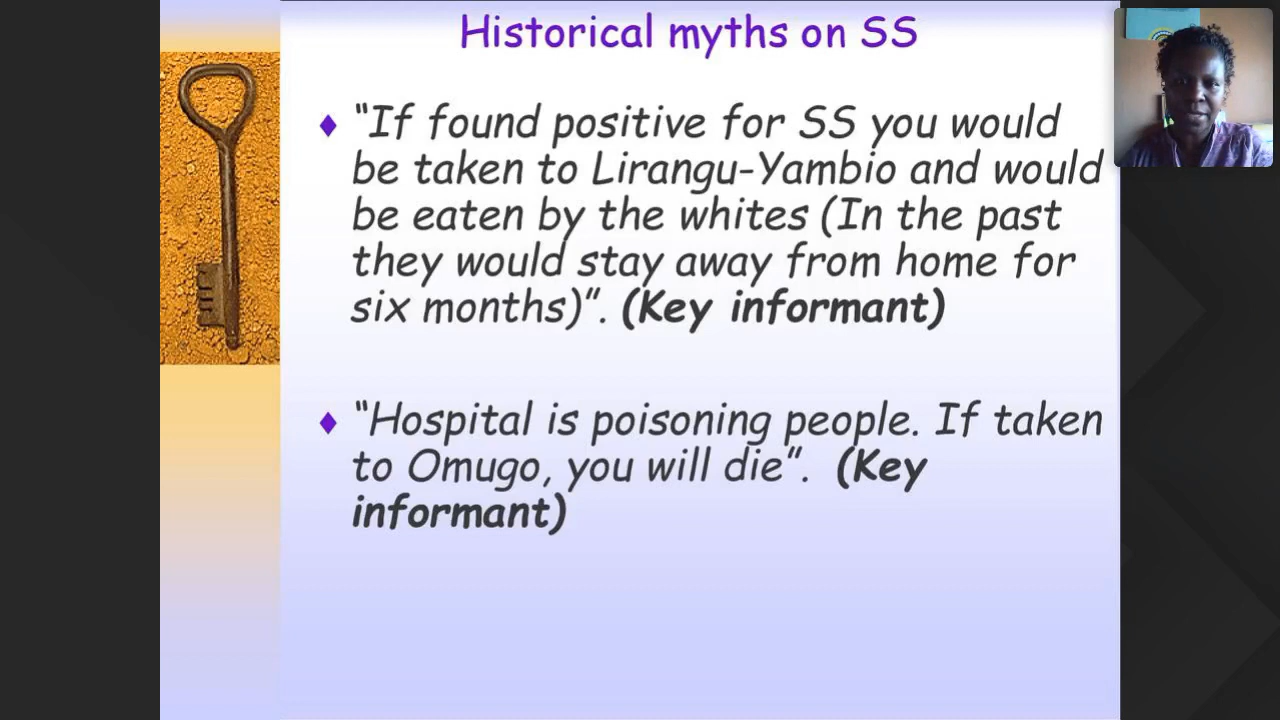 Historical myths on SS
♦ “If found positive for SS you would
be taken to Lirangu-Yambio and would
be eaten by the whites (In the past
they would stay away from home for
six months)”. (Key informant)
♦ “Hospital is poisoning people. If taken
to Omugo, you will die”. (Key
informant)